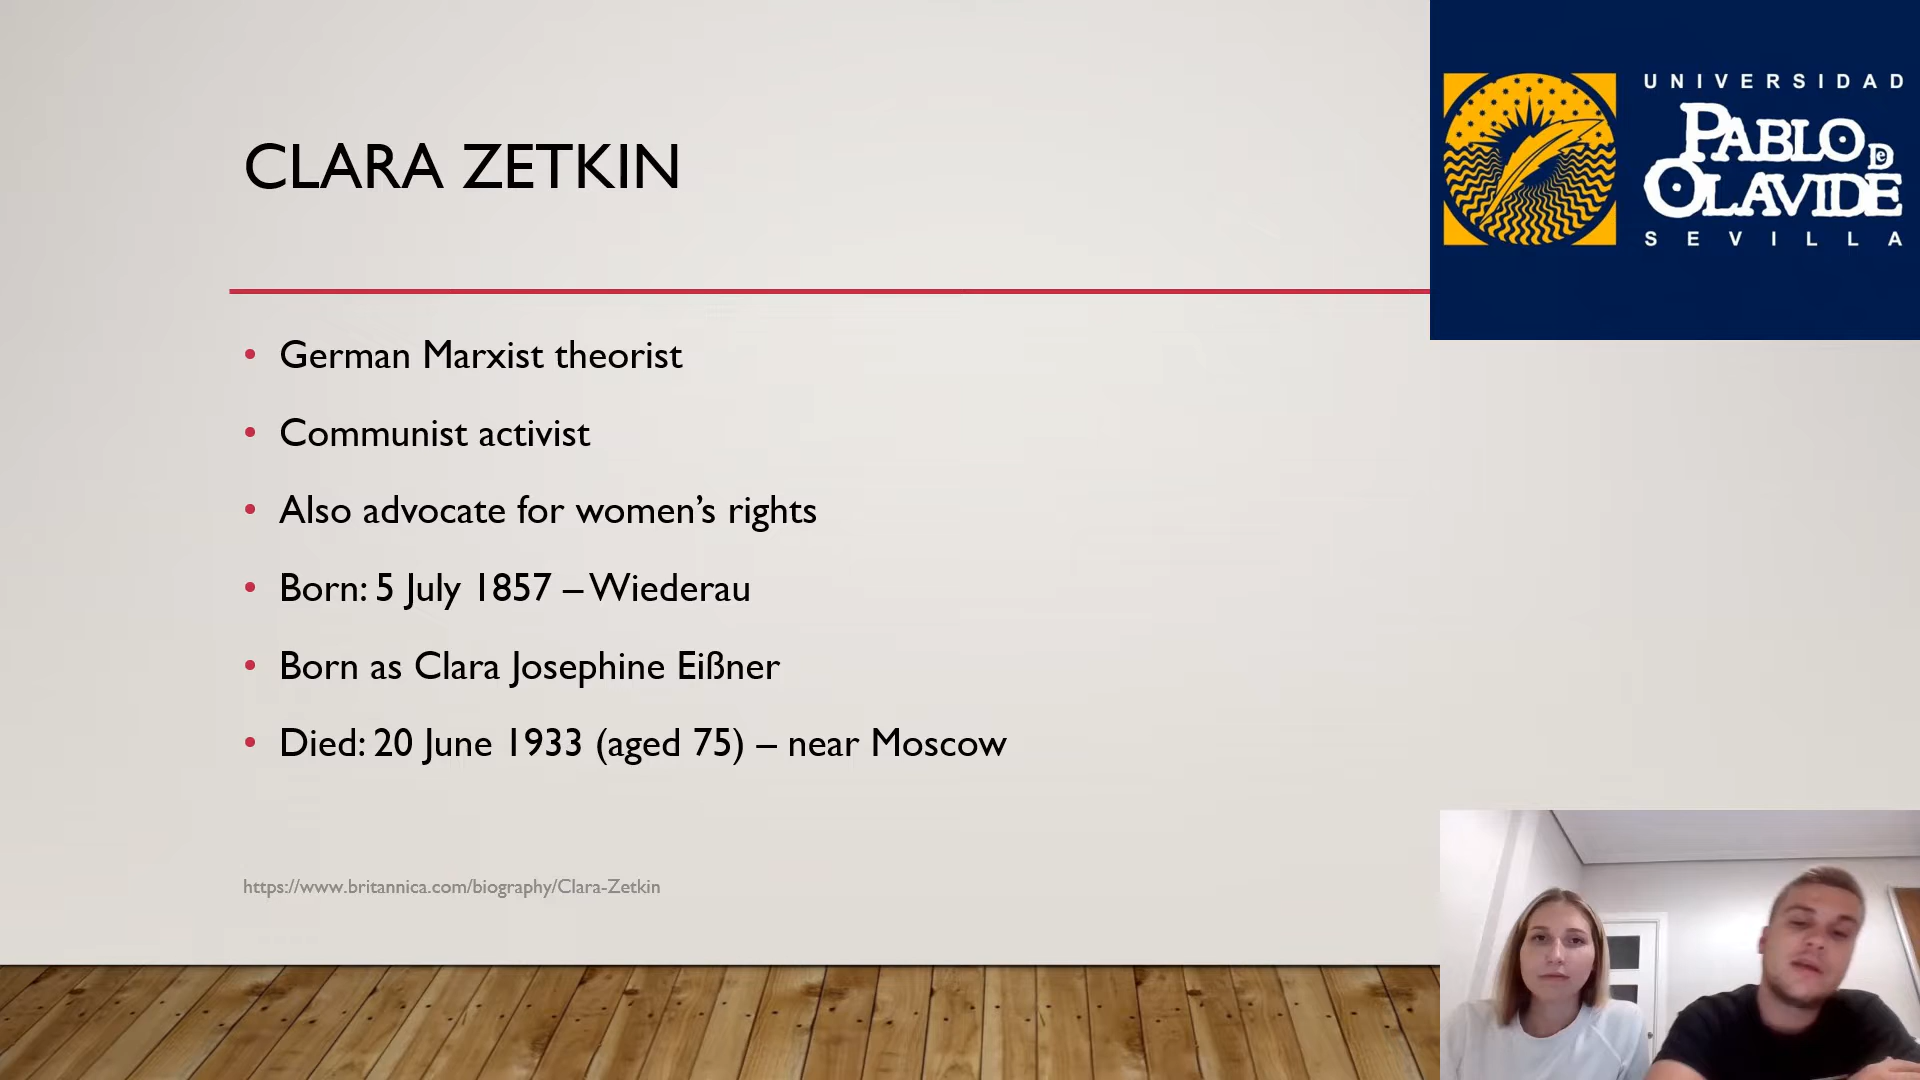 CLARA ZETKIN
UNIVERSIDAD
PABLO DE
OLAVIDE
SEVILLA
• German Marxist theorist
• Communist activist
• Also advocate for women’s rights
• Born: 5 July 1857 – Wiederau
• Born as Clara Josephine Eißner
• Died: 20 June 1933 (aged 75) – near Moscow
https://www.britannica.com/biography/Clara-Zetkin